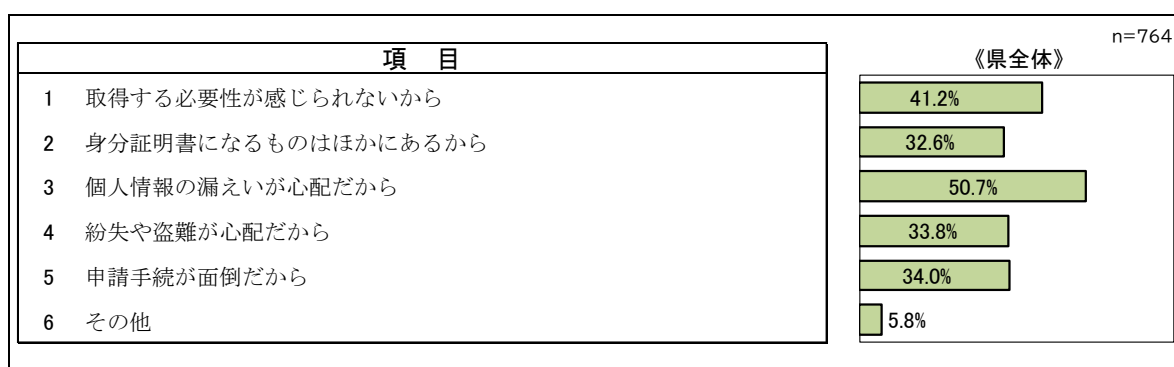 n=764
項 目 《県全体》
1 取得する必要性が感じられないから 41.2%
2 身分証明書になるものはほかにあるから 32.6%
3 個人情報の漏えいが心配だから 50.7%
4 紛失や盗難が心配だから 33.8%
5 申請手続が面倒だから 34.0%
6 その他 5.8%